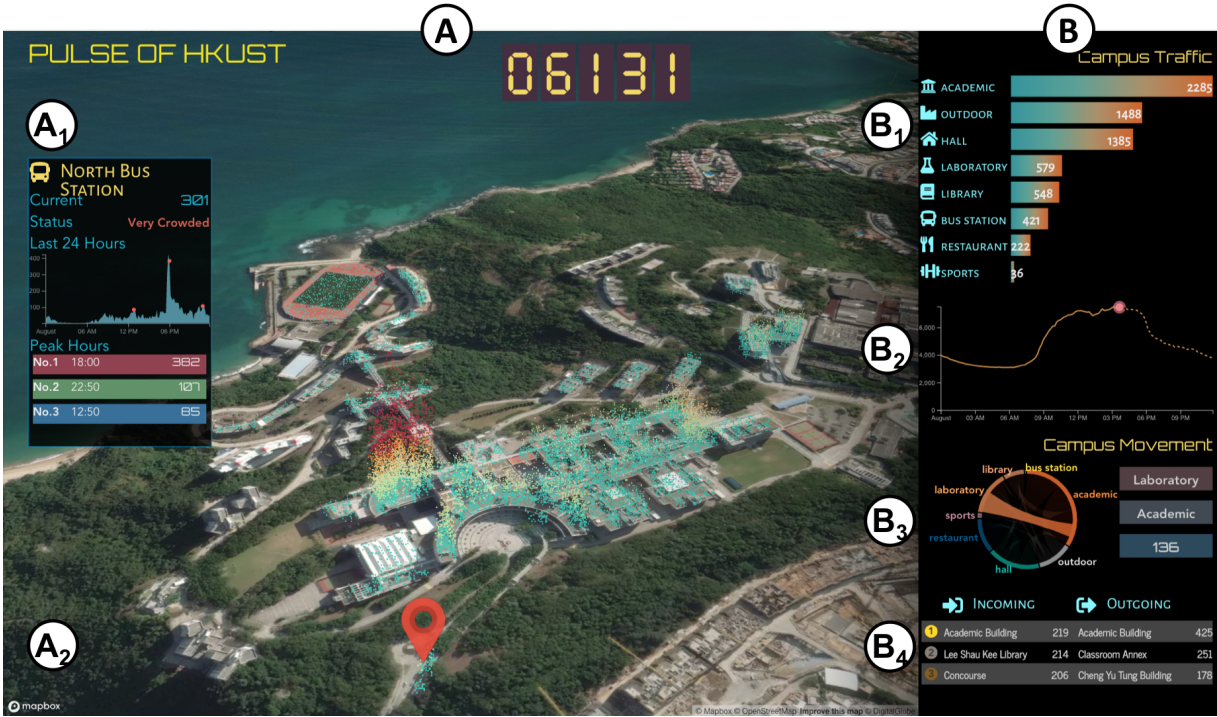 A
B
PULSE OF HKUST
06131
Campus Traffic
A1
B1
ACADEMIC 2285
OUTDOOR 1488
HALL 1385
LABORATORY 579
LIBRARY 548
BUS STATION 421
RESTAURANT 222
SPORTS 36
NORTH BUS
STATION
Current 301
Status Very Crowded
Last 24 Hours
400
300
200
100
August 06 AM 12 PM 06 PM
Peak Hours
No.1 18:00 382
No.2 22:50 107
No.3 12:50 85
B2
6,000
4,000
2,000
0
August 03 AM 06 AM 09 AM 12 PM 03 PM 06 PM 09 PM
Campus Movement
B3
library
bus station
laboratory
academic
sports
restaurant
hall
outdoor
Laboratory
Academic
136
A2
B4
INCOMING OUTGOING
1 Academic Building 219 Academic Building 425
2 Lee Shau Kee Library 214 Classroom Annex 251
3 Concourse 206 Cheng Yu Tung Building 178
mapbox
© Mapbox © OpenStreetMap Improve this map © DigitalGlobe